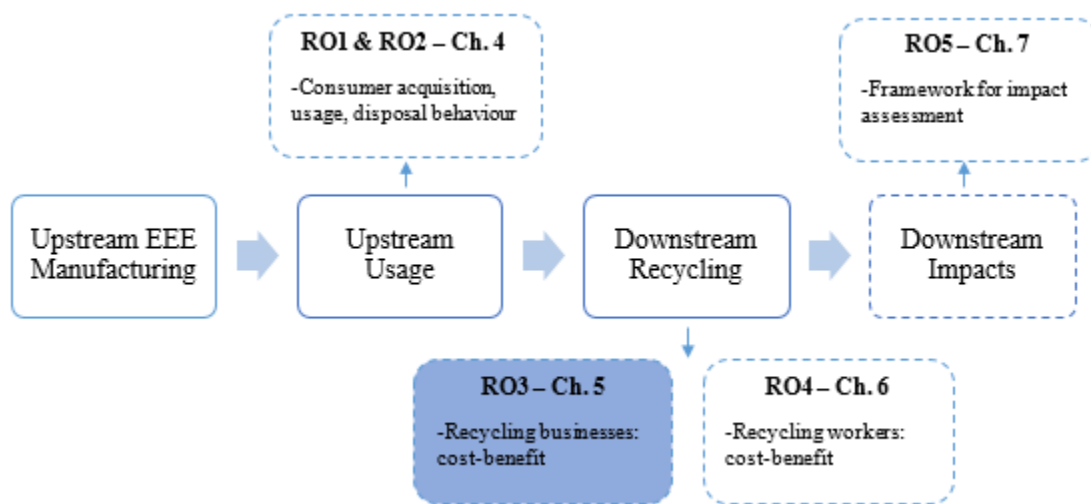 RO1 & RO2 – Ch. 4
-Consumer acquisition,
usage, disposal behaviour
RO5 – Ch. 7
-Framework for impact
assessment
Upstream EEE
Manufacturing
Upstream
Usage
Downstream
Recycling
Downstream
Impacts
RO3 – Ch. 5
-Recycling businesses:
cost-benefit
RO4 – Ch. 6
-Recycling workers:
cost-benefit